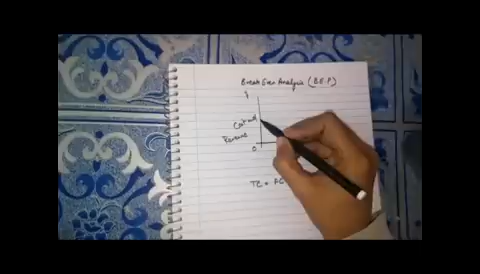 Break Even Analysis (B.E.P)
$
Cost and
Revenue
0
TC = FC